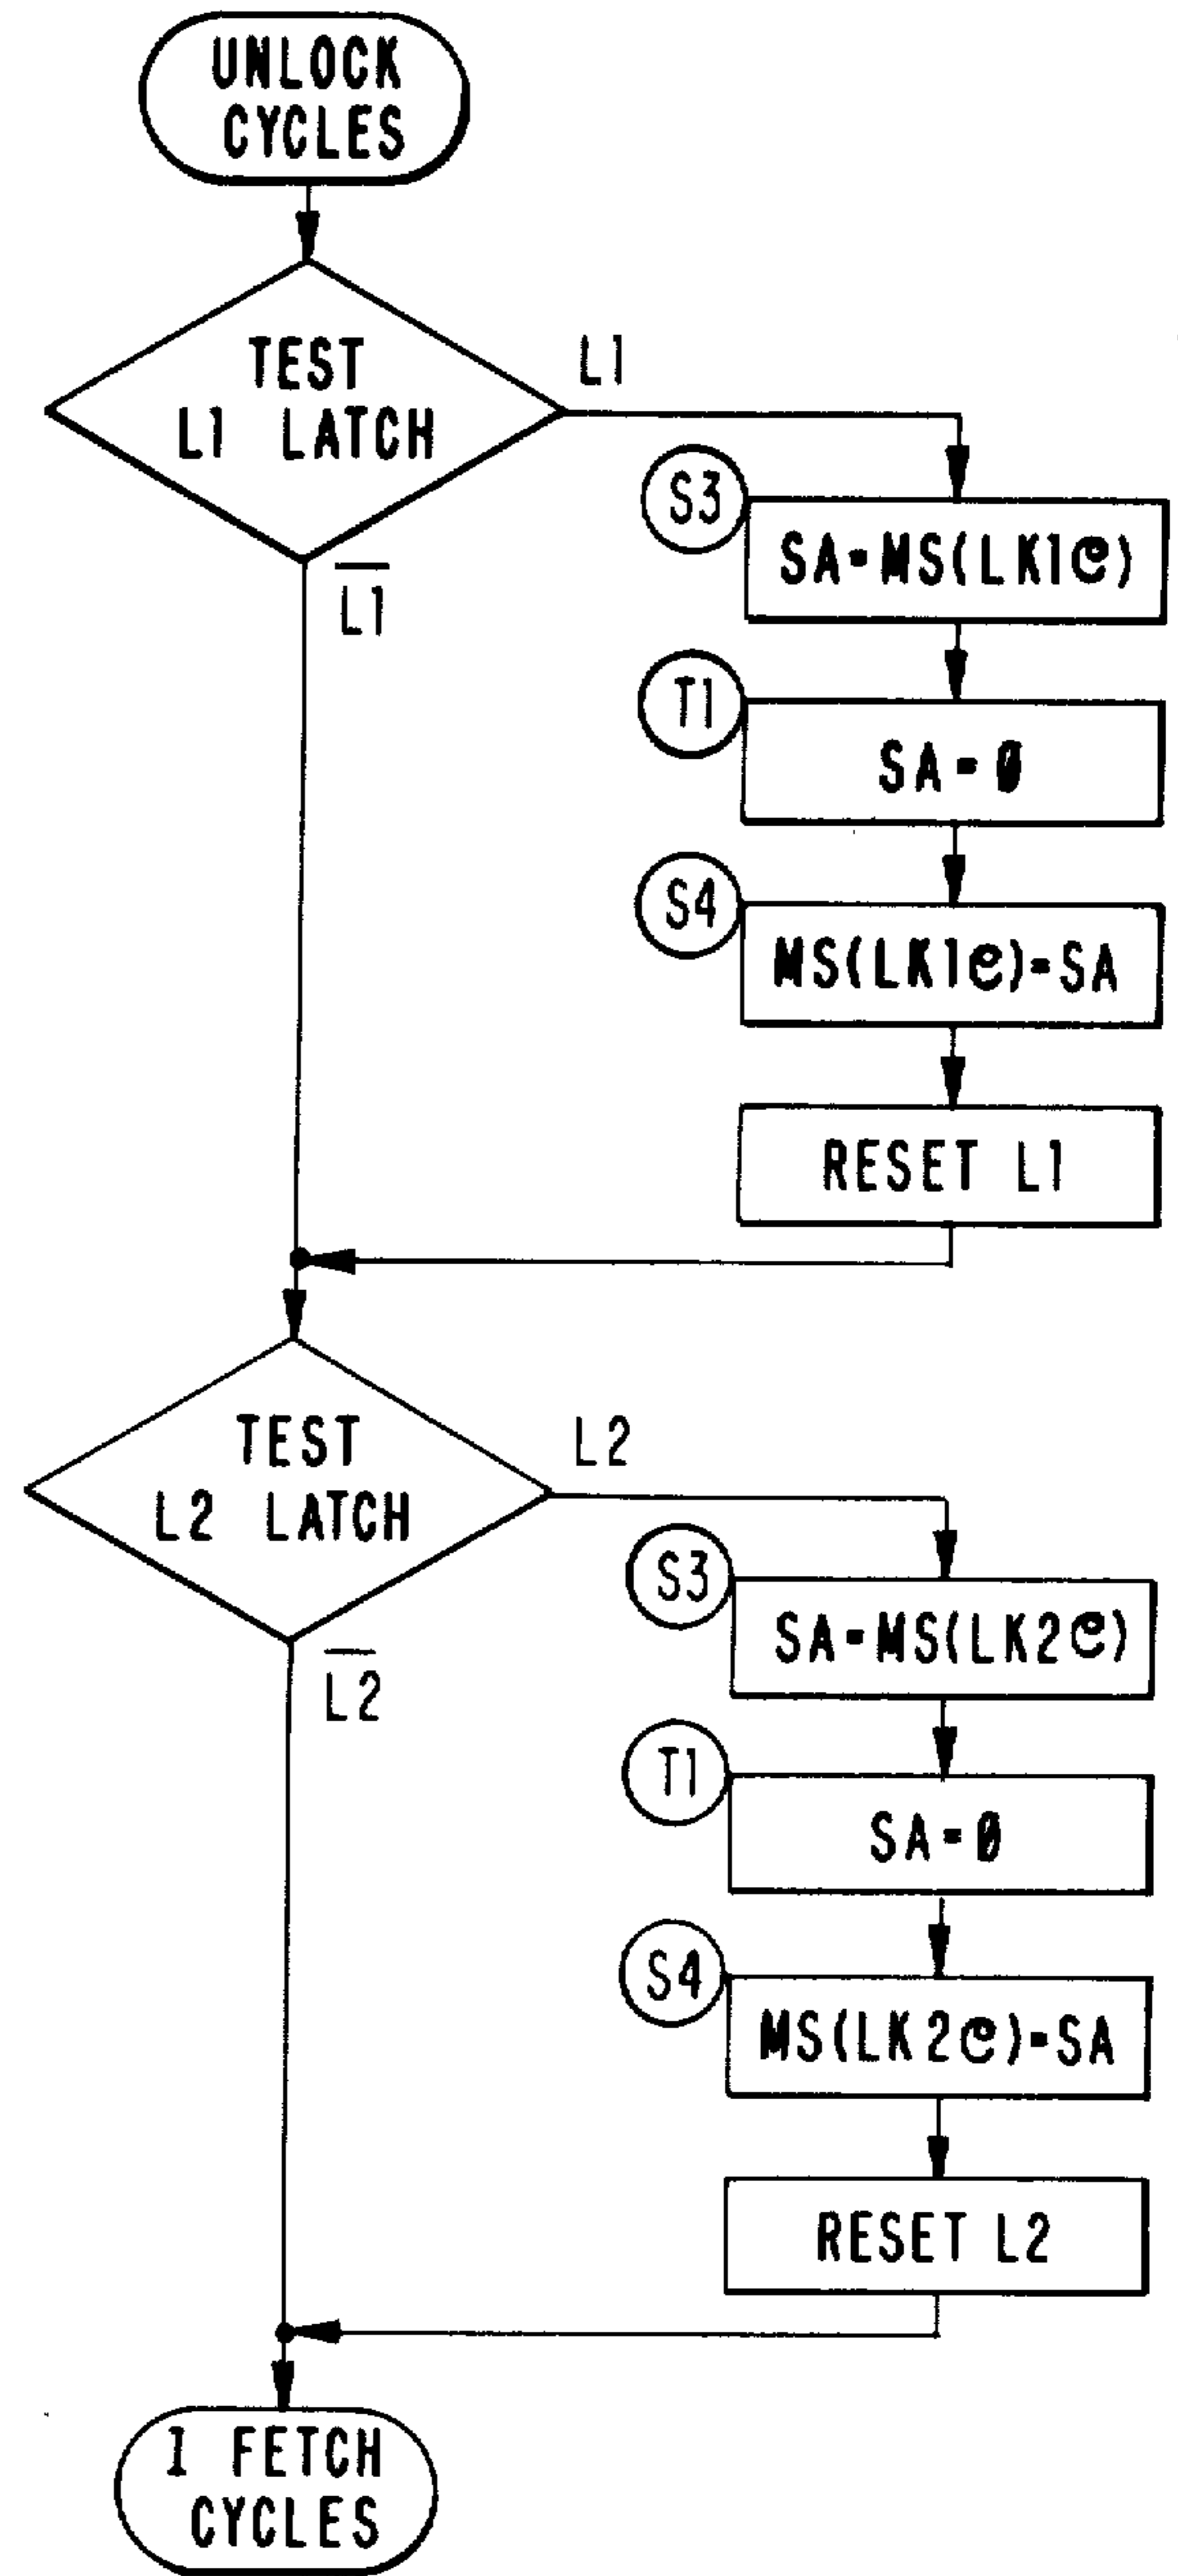 UNLOCK
CYCLES
TEST
L1 LATCH
L1
L1̅
S3
SA=MS(LK1@)
T1
SA=0
S4
MS(LK1@)=SA
RESET L1
TEST
L2 LATCH
L2
L2̅
S3
SA=MS(LK2@)
T1
SA=0
S4
MS(LK2@)=SA
RESET L2
I FETCH
CYCLES